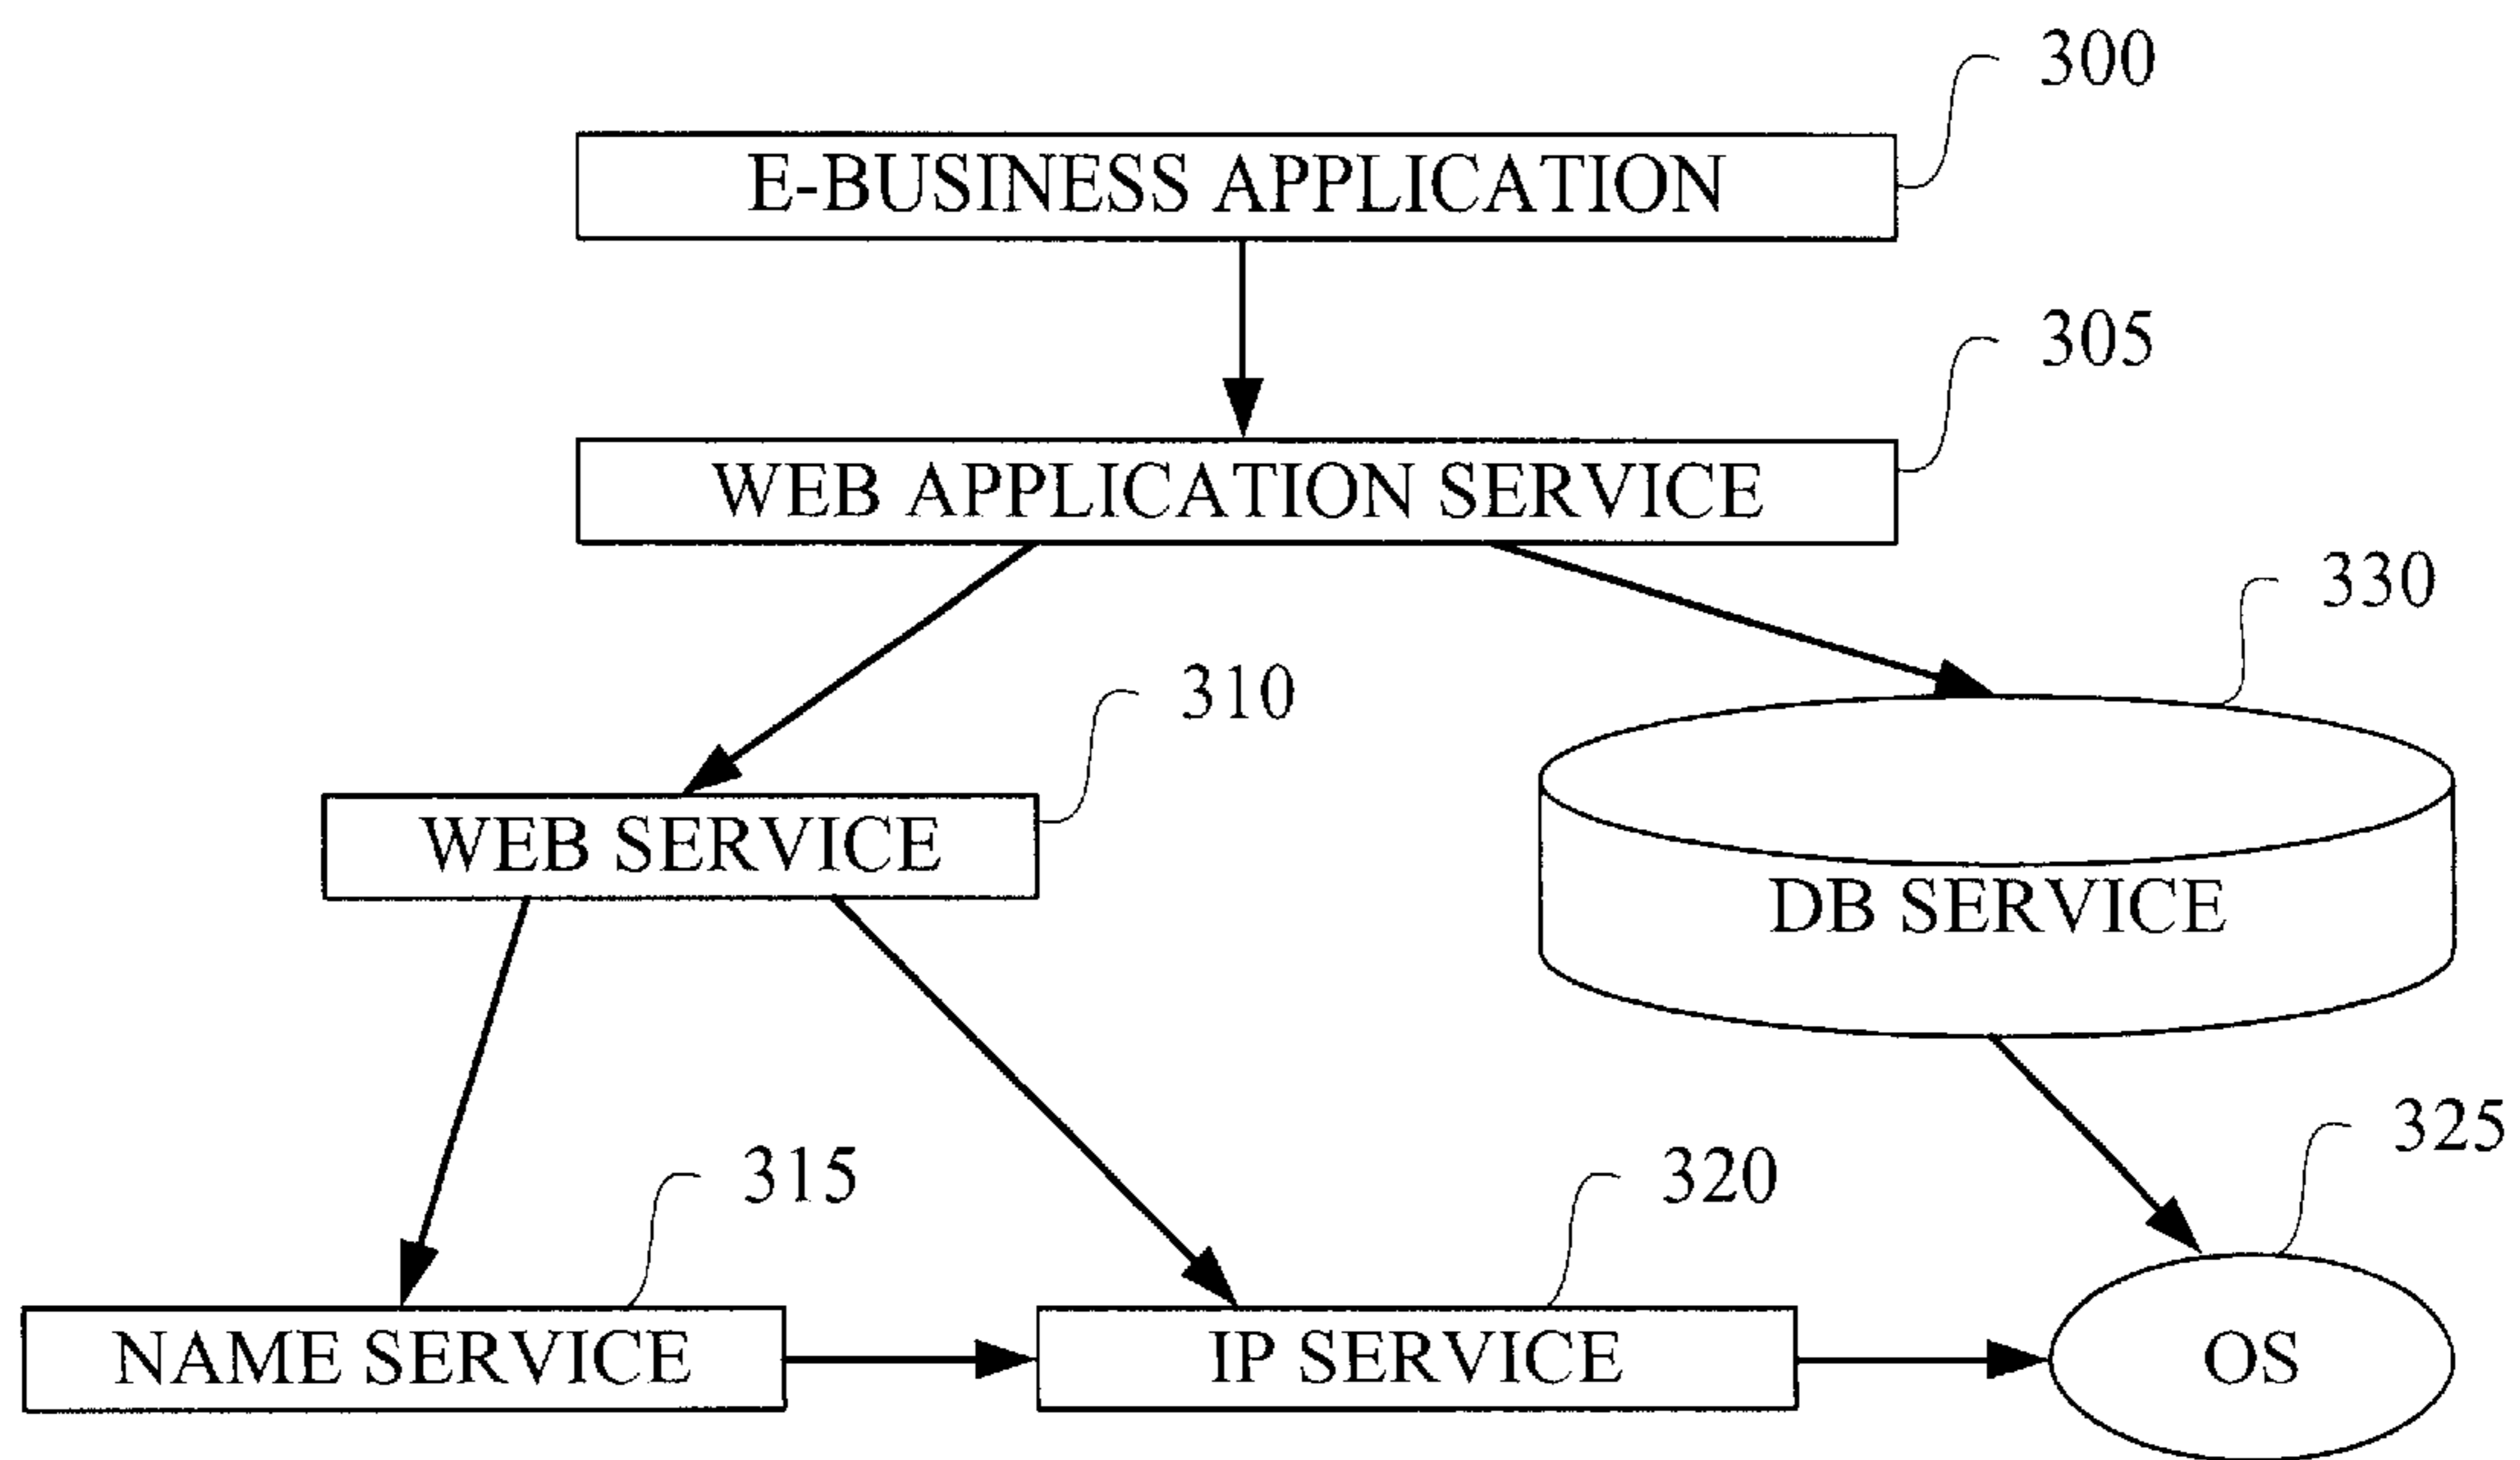 300
E-BUSINESS APPLICATION
305
WEB APPLICATION SERVICE
330
310
WEB SERVICE
DB SERVICE
325
315
320
NAME SERVICE
IP SERVICE
OS